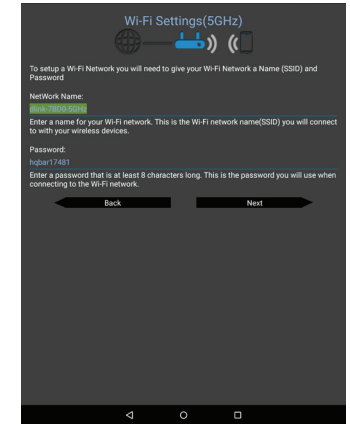 Wi-Fi Settings(5GHz)
To setup a Wi-Fi Network you will need to give your Wi-Fi Network a Name (SSID) and
Password
NetWork Name:
dlink-7800-5GHz
Enter a name for your Wi-Fi network. This is the Wi-Fi network name(SSID) you will connect
to with your wireless devices.
Password:
hqbar17481
Enter a password that is at least 8 characters long. This is the password you will use when
connecting to the Wi-Fi network.
Back Next